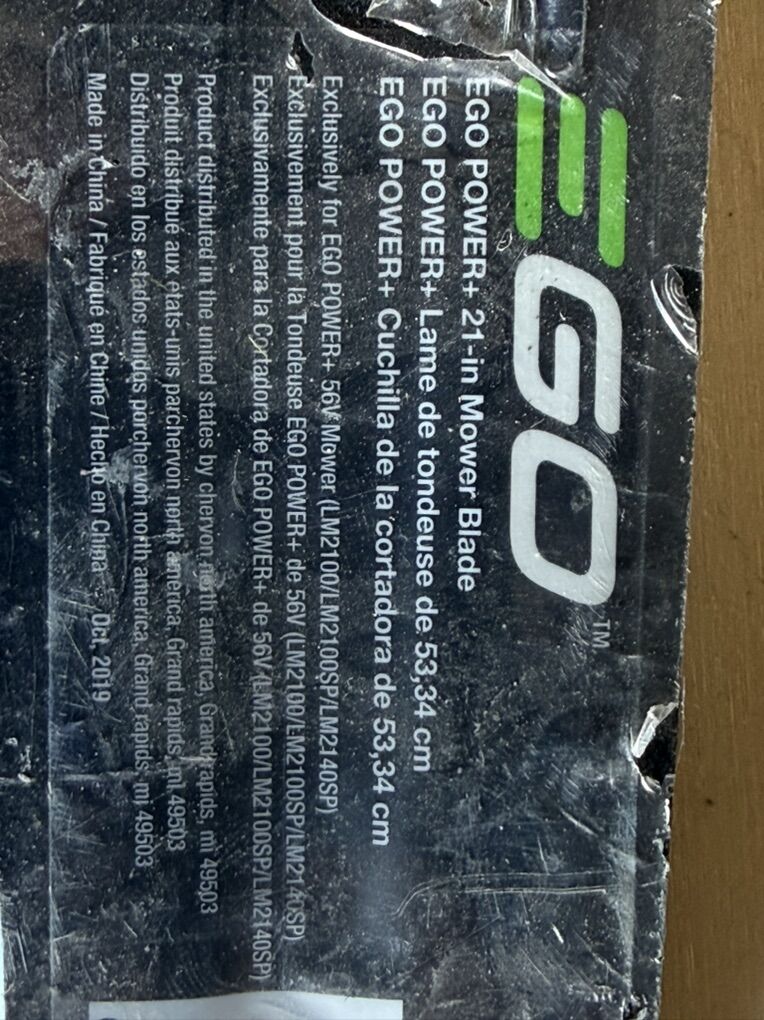 EGO™
EGO POWER+ 21-in Mower Blade
EGO POWER+ Lame de tondeuse de 53,34 cm
EGO POWER+ Cuchilla de la cortadora de 53,34 cm
Exclusively for EGO POWER+ 56V Mower (LM2100/LM2100SP/LM2140SP)
Exclusivement pour la Tondeuse EGO POWER+ de 56V (LM2100/LM2100SP/LM2140SP)
Exclusivamente para la Cortadora de EGO POWER+ de 56V (LM2100/LM2100SP/LM2140SP)
Product distributed in the united states by chervon north america, Grand rapids, mi 49503
Produit distribué aux etats-unis parchervon north america, Grand rapids, mi 49503
Distribuido en los estados unidos porchervon north america, Grand rapids, mi 49503
Made in China / Fabriqué en Chine / Hecho en China Oct. 2019